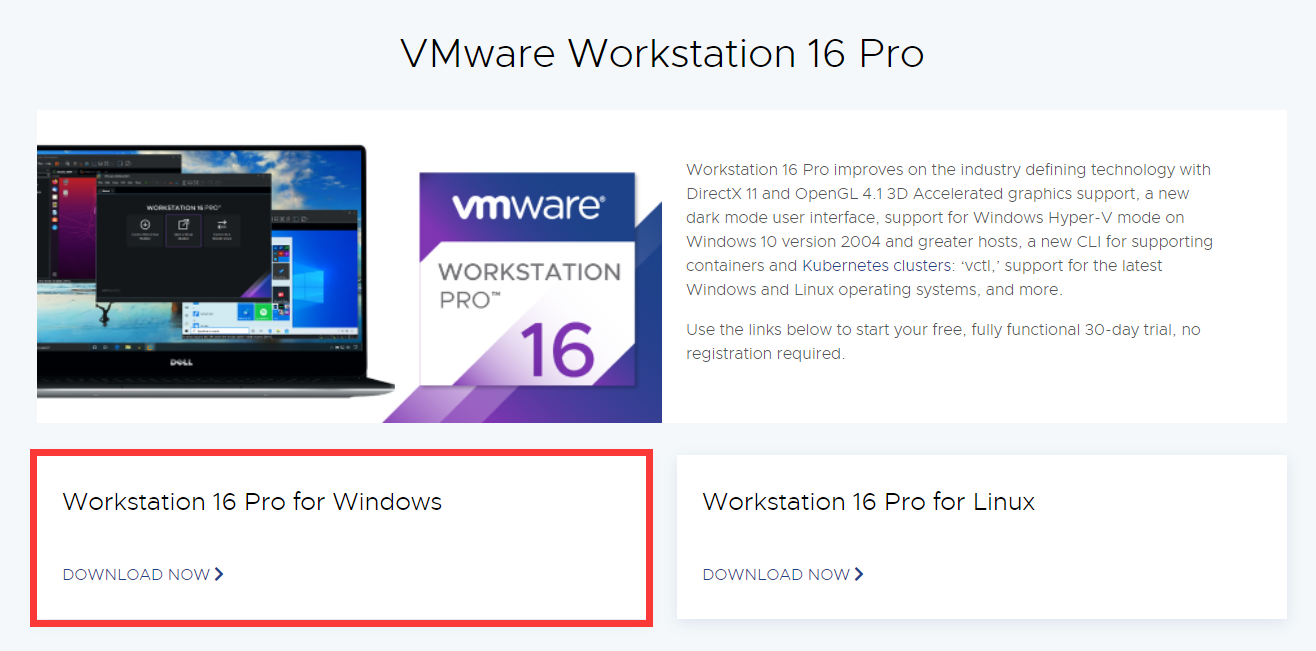 VMware Workstation 16 Pro
WORKSTATION 16 PRO™
DELL
vmware®
WORKSTATION
PRO™
16
Workstation 16 Pro improves on the industry defining technology with
DirectX 11 and OpenGL 4.1 3D Accelerated graphics support, a new
dark mode user interface, support for Windows Hyper-V mode on
Windows 10 version 2004 and greater hosts, a new CLI for supporting
containers and Kubernetes clusters: ‘vctl,’ support for the latest
Windows and Linux operating systems, and more.
Use the links below to start your free, fully functional 30-day trial, no
registration required.
Workstation 16 Pro for Windows
DOWNLOAD NOW
Workstation 16 Pro for Linux
DOWNLOAD NOW